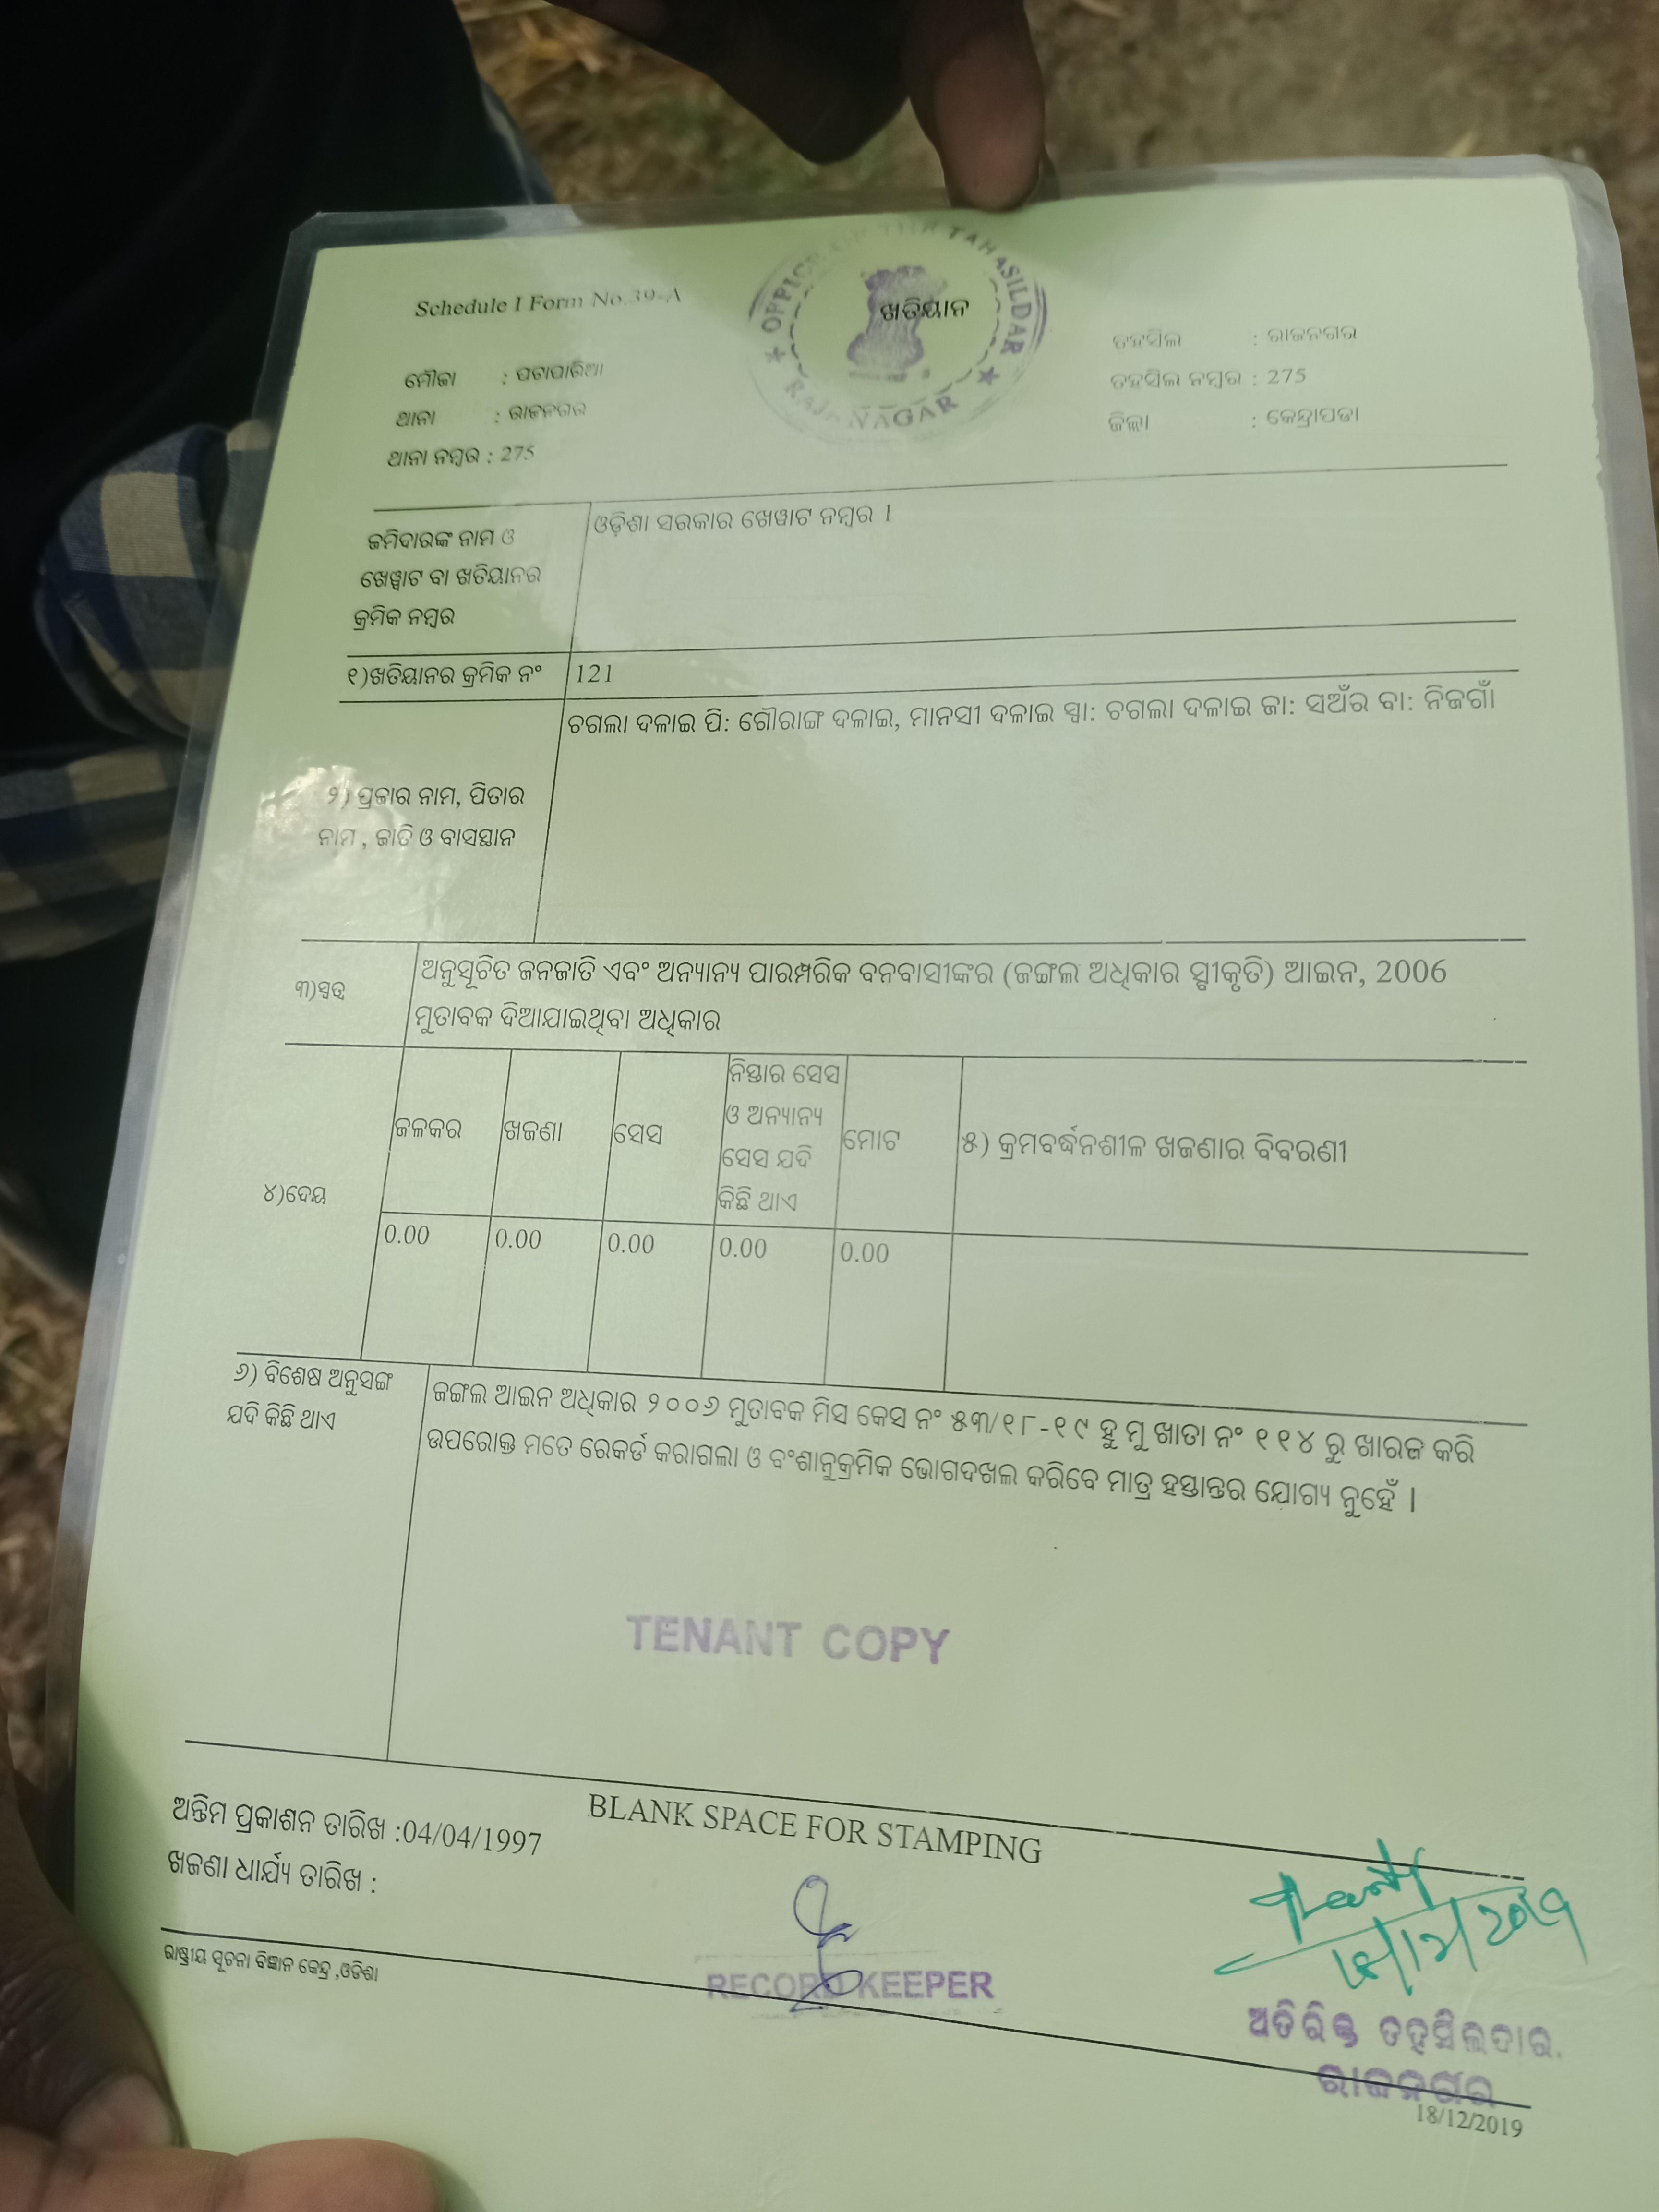 Schedule I Form No.39-A
OFFICE OF THE TAHASILDAR
RAJNAGAR
ଖତିୟାନ
ମୌଜା : ପଟାପାରିଆ
ଥାନା : ରାଜନଗର
ଥାନା ନମ୍ବର : 275
ତହସିଲ : ରାଜନଗର
ତହସିଲ ନମ୍ବର : 275
ଜିଲ୍ଲା : କେନ୍ଦ୍ରାପଡା
ଜମିଦାରଙ୍କ ନାମ ଓ
ଖେୱାଟ ବା ଖତିୟାନର
କ୍ରମିକ ନମ୍ବର
ଓଡ଼ିଶା ସରକାର ଖେୱାଟ ନମ୍ବର 1
୧)ଖତିୟାନର କ୍ରମିକ ନଂ
121
୨) ପ୍ରଜାର ନାମ, ପିତାର
ନାମ , ଜାତି ଓ ବାସସ୍ଥାନ
ଚଗଲା ଦଳାଇ ପି: ଗୌରାଙ୍ଗ ଦଳାଇ, ମାନସୀ ଦଳାଇ ସ୍ୱା: ଚଗଲା ଦଳାଇ ଜା: ସଅଁର ବା: ନିଜଗାଁ
୩)ସ୍ୱତ୍ୱ
ଅନୁସୂଚିତ ଜନଜାତି ଏବଂ ଅନ୍ୟାନ୍ୟ ପାରମ୍ପରିକ ବନବାସୀଙ୍କର (ଜଙ୍ଗଲ ଅଧିକାର ସ୍ବୀକୃତି) ଆଇନ, 2006
ମୁତାବକ ଦିଆଯାଇଥିବା ଅଧିକାର
୪)ଦେୟ
ଜଳକର
ଖଜଣା
ସେସ
ନିସ୍ତାର ସେସ
ଓ ଅନ୍ୟାନ୍ୟ
ସେସ ଯଦି
କିଛି ଥାଏ
ମୋଟ
୫) କ୍ରମବର୍ଦ୍ଧନଶୀଳ ଖଜଣାର ବିବରଣୀ
0.00 0.00 0.00 0.00 0.00
୬) ବିଶେଷ ଅନୁସଙ୍ଗ
ଯଦି କିଛି ଥାଏ
ଜଙ୍ଗଲ ଆଇନ ଅଧିକାର ୨୦୦୬ ମୁତାବକ ମିସ କେସ ନଂ ୫୩/୧୮-୧୯ ହୁ ମୁ ଖାତା ନଂ ୧୧୪ ରୁ ଖାରଜ କରି
ଉପରୋକ୍ତ ମତେ ରେକର୍ଡ କରାଗଲା ଓ ବଂଶାନୁକ୍ରମିକ ଭୋଗଦଖଲ କରିବେ ମାତ୍ର ହସ୍ତାନ୍ତର ଯୋଗ୍ୟ ନୁହେଁ ।
TENANT COPY
ଅନ୍ତିମ ପ୍ରକାଶନ ତାରିଖ :04/04/1997
BLANK SPACE FOR STAMPING
ଖଜଣା ଧାର୍ଯ୍ୟ ତାରିଖ :
RECORD KEEPER
ରାଷ୍ଟ୍ରୀୟ ସୂଚନା ବିଜ୍ଞାନ କେନ୍ଦ୍ର ,ଓଡିଶା
ଅତିରିକ୍ତ ତହସିଲଦାର.
ରାଜନଗର
18/12/2019